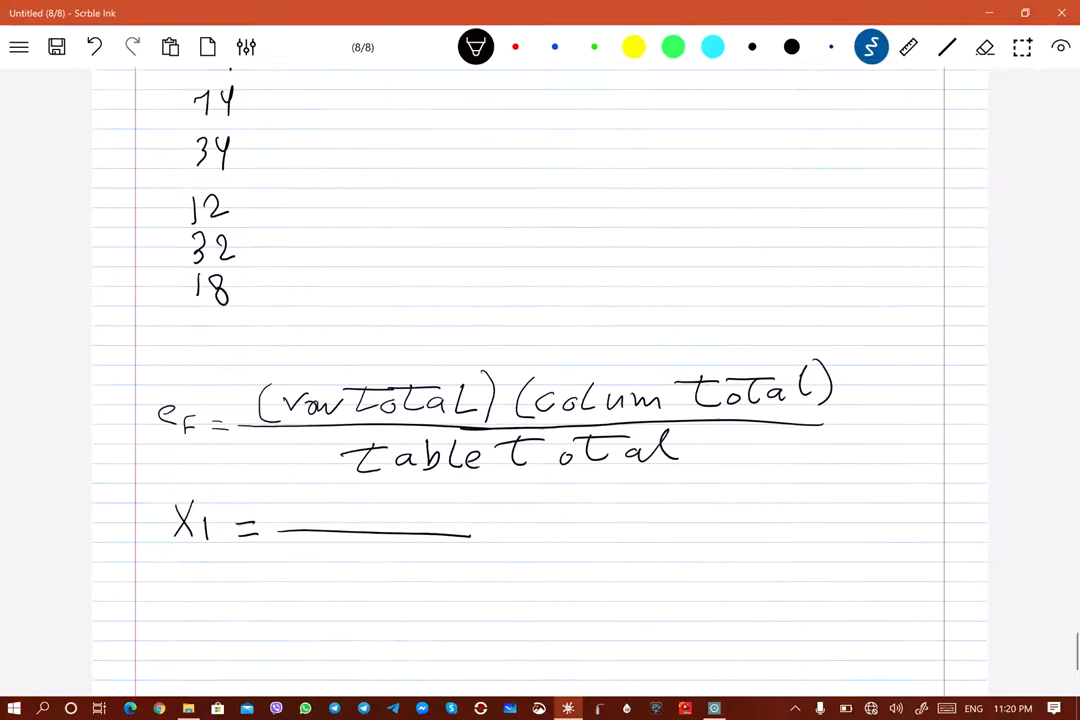 Untitled (8/8) - Scrble Ink
(8/8)
74
34
12
32
18
eF = (row total) (colum total)
table total
X1 =
ENG 11:20 PM